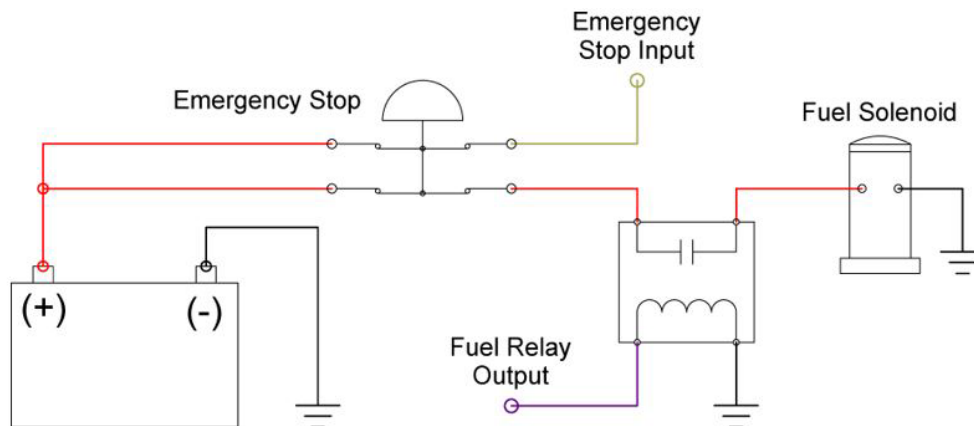 Emergency
Stop Input
Emergency Stop
Fuel Solenoid
(+)
(-)
Fuel Relay
Output